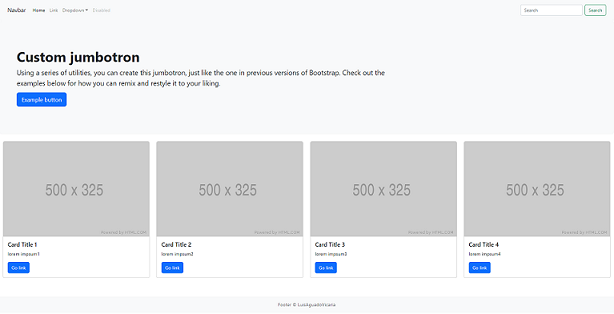 Navbar Home Link Dropdown Disabled Search Search
Custom jumbotron
Using a series of utilities, you can create this jumbotron, just like the one in previous versions of Bootstrap. Check out the
examples below for how you can remix and restyle it to your liking.
Example button
500 x 325
Powered by HTML.COM
Card Title 1
lorem impsum1
Go link
500 x 325
Powered by HTML.COM
Card Title 2
lorem impsum2
Go link
500 x 325
Powered by HTML.COM
Card Title 3
lorem impsum3
Go link
500 x 325
Powered by HTML.COM
Card Title 4
lorem impsum4
Go link
Footer ©